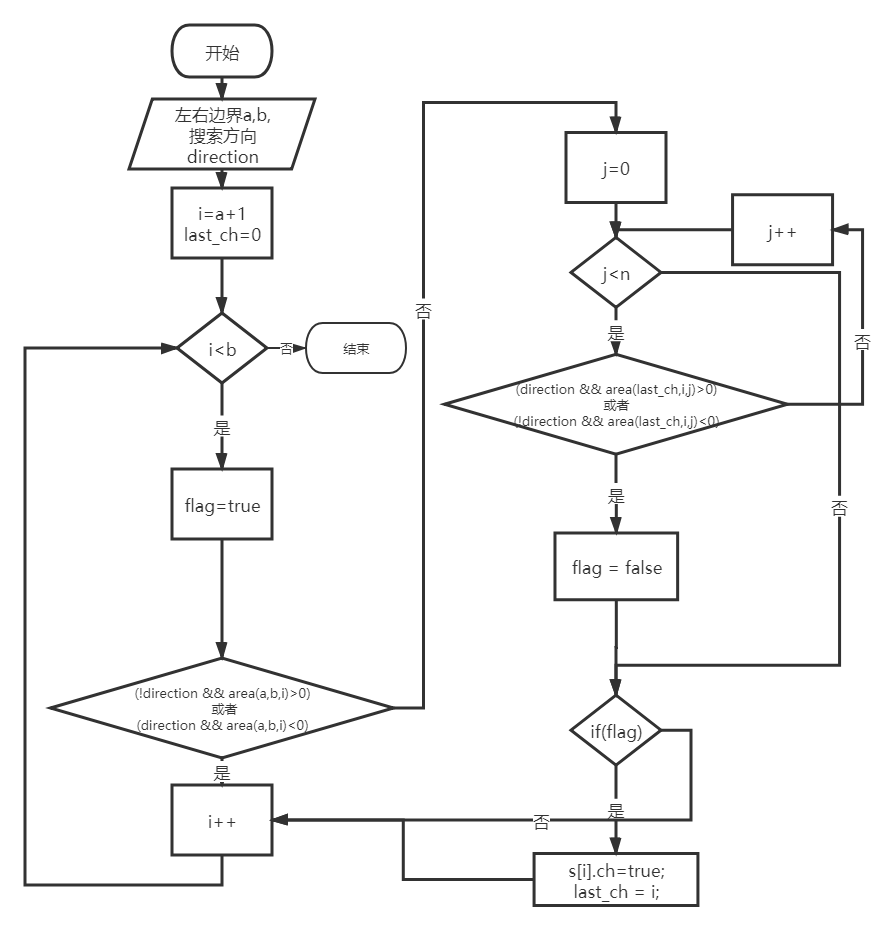 开始
左右边界a,b,
搜索方向
direction
i=a+1
last_ch=0
i<b
否
结束
是
flag=true
(!direction && area(a,b,i)>0)
或者
(direction && area(a,b,i)<0)
是
i++
否
j=0
j++
j<n
是
否
(direction && area(last_ch,i,j)>0)
或者
(!direction && area(last_ch,i,j)<0)
是
否
flag = false
if(flag)
是
否
s[i].ch=true;
last_ch = i;